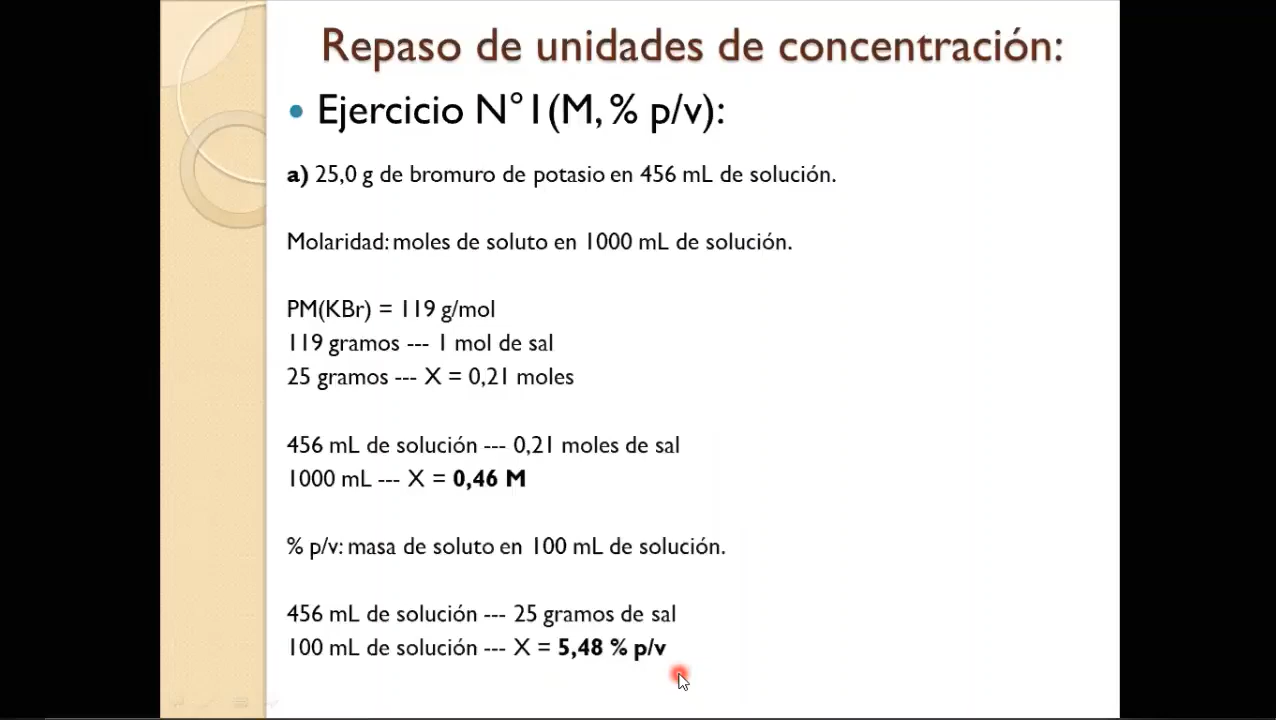 Repaso de unidades de concentración:
• Ejercicio N°1(M, % p/v):
a) 25,0 g de bromuro de potasio en 456 mL de solución.
Molaridad: moles de soluto en 1000 mL de solución.
PM(KBr) = 119 g/mol
119 gramos --- 1 mol de sal
25 gramos --- X = 0,21 moles
456 mL de solución --- 0,21 moles de sal
1000 mL --- X = 0,46 M
% p/v: masa de soluto en 100 mL de solución.
456 mL de solución --- 25 gramos de sal
100 mL de solución --- X = 5,48 % p/v